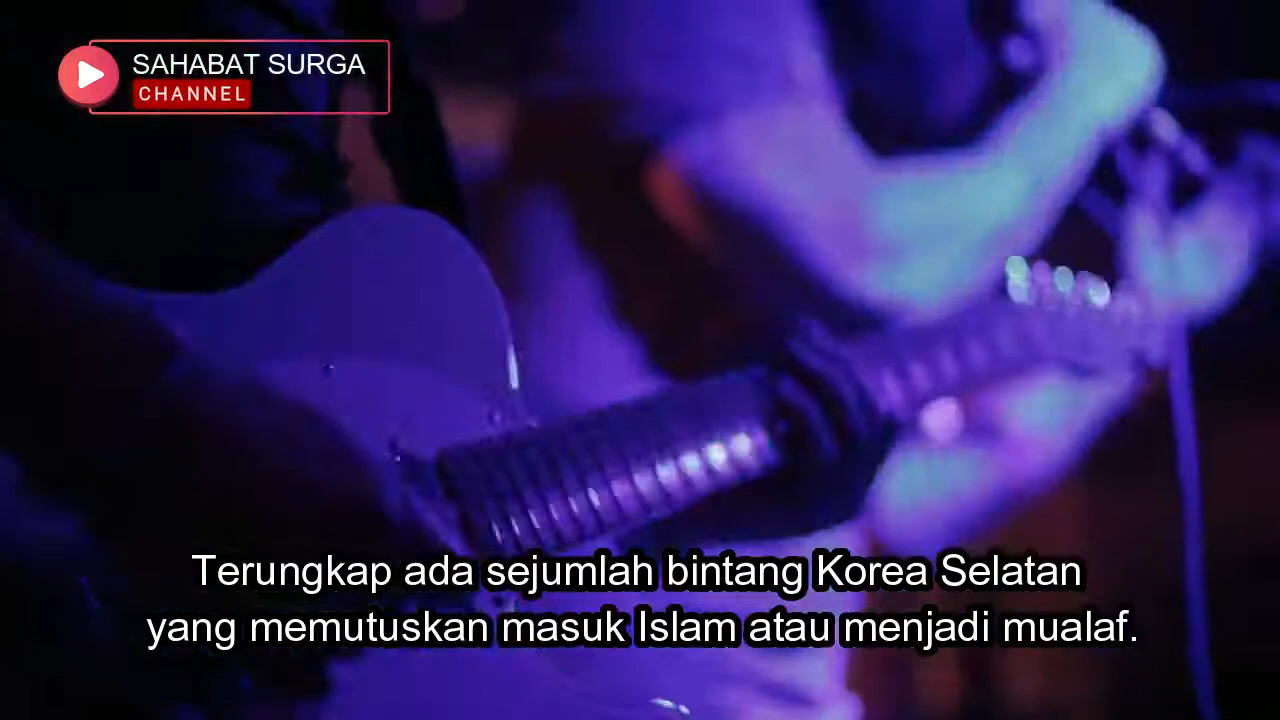 SAHABAT SURGA
CHANNEL
Terungkap ada sejumlah bintang Korea Selatan
yang memutuskan masuk Islam atau menjadi mualaf.